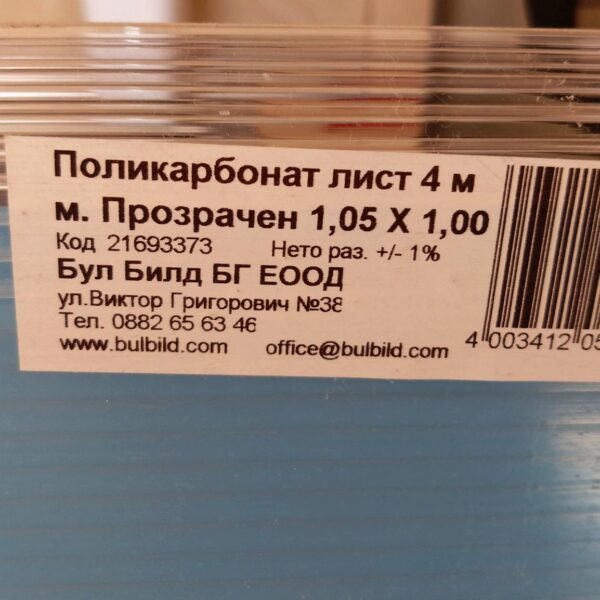 Поликарбонат лист 4 м
м. Прозрачен 1,05 X 1,00
Код 21693373 Нето раз. +/- 1%
Бул Билд БГ ЕООД
ул.Виктор Григорович №38
Тел. 0882 65 63 46
www.bulbild.com office@bulbild.com
4 003412 05